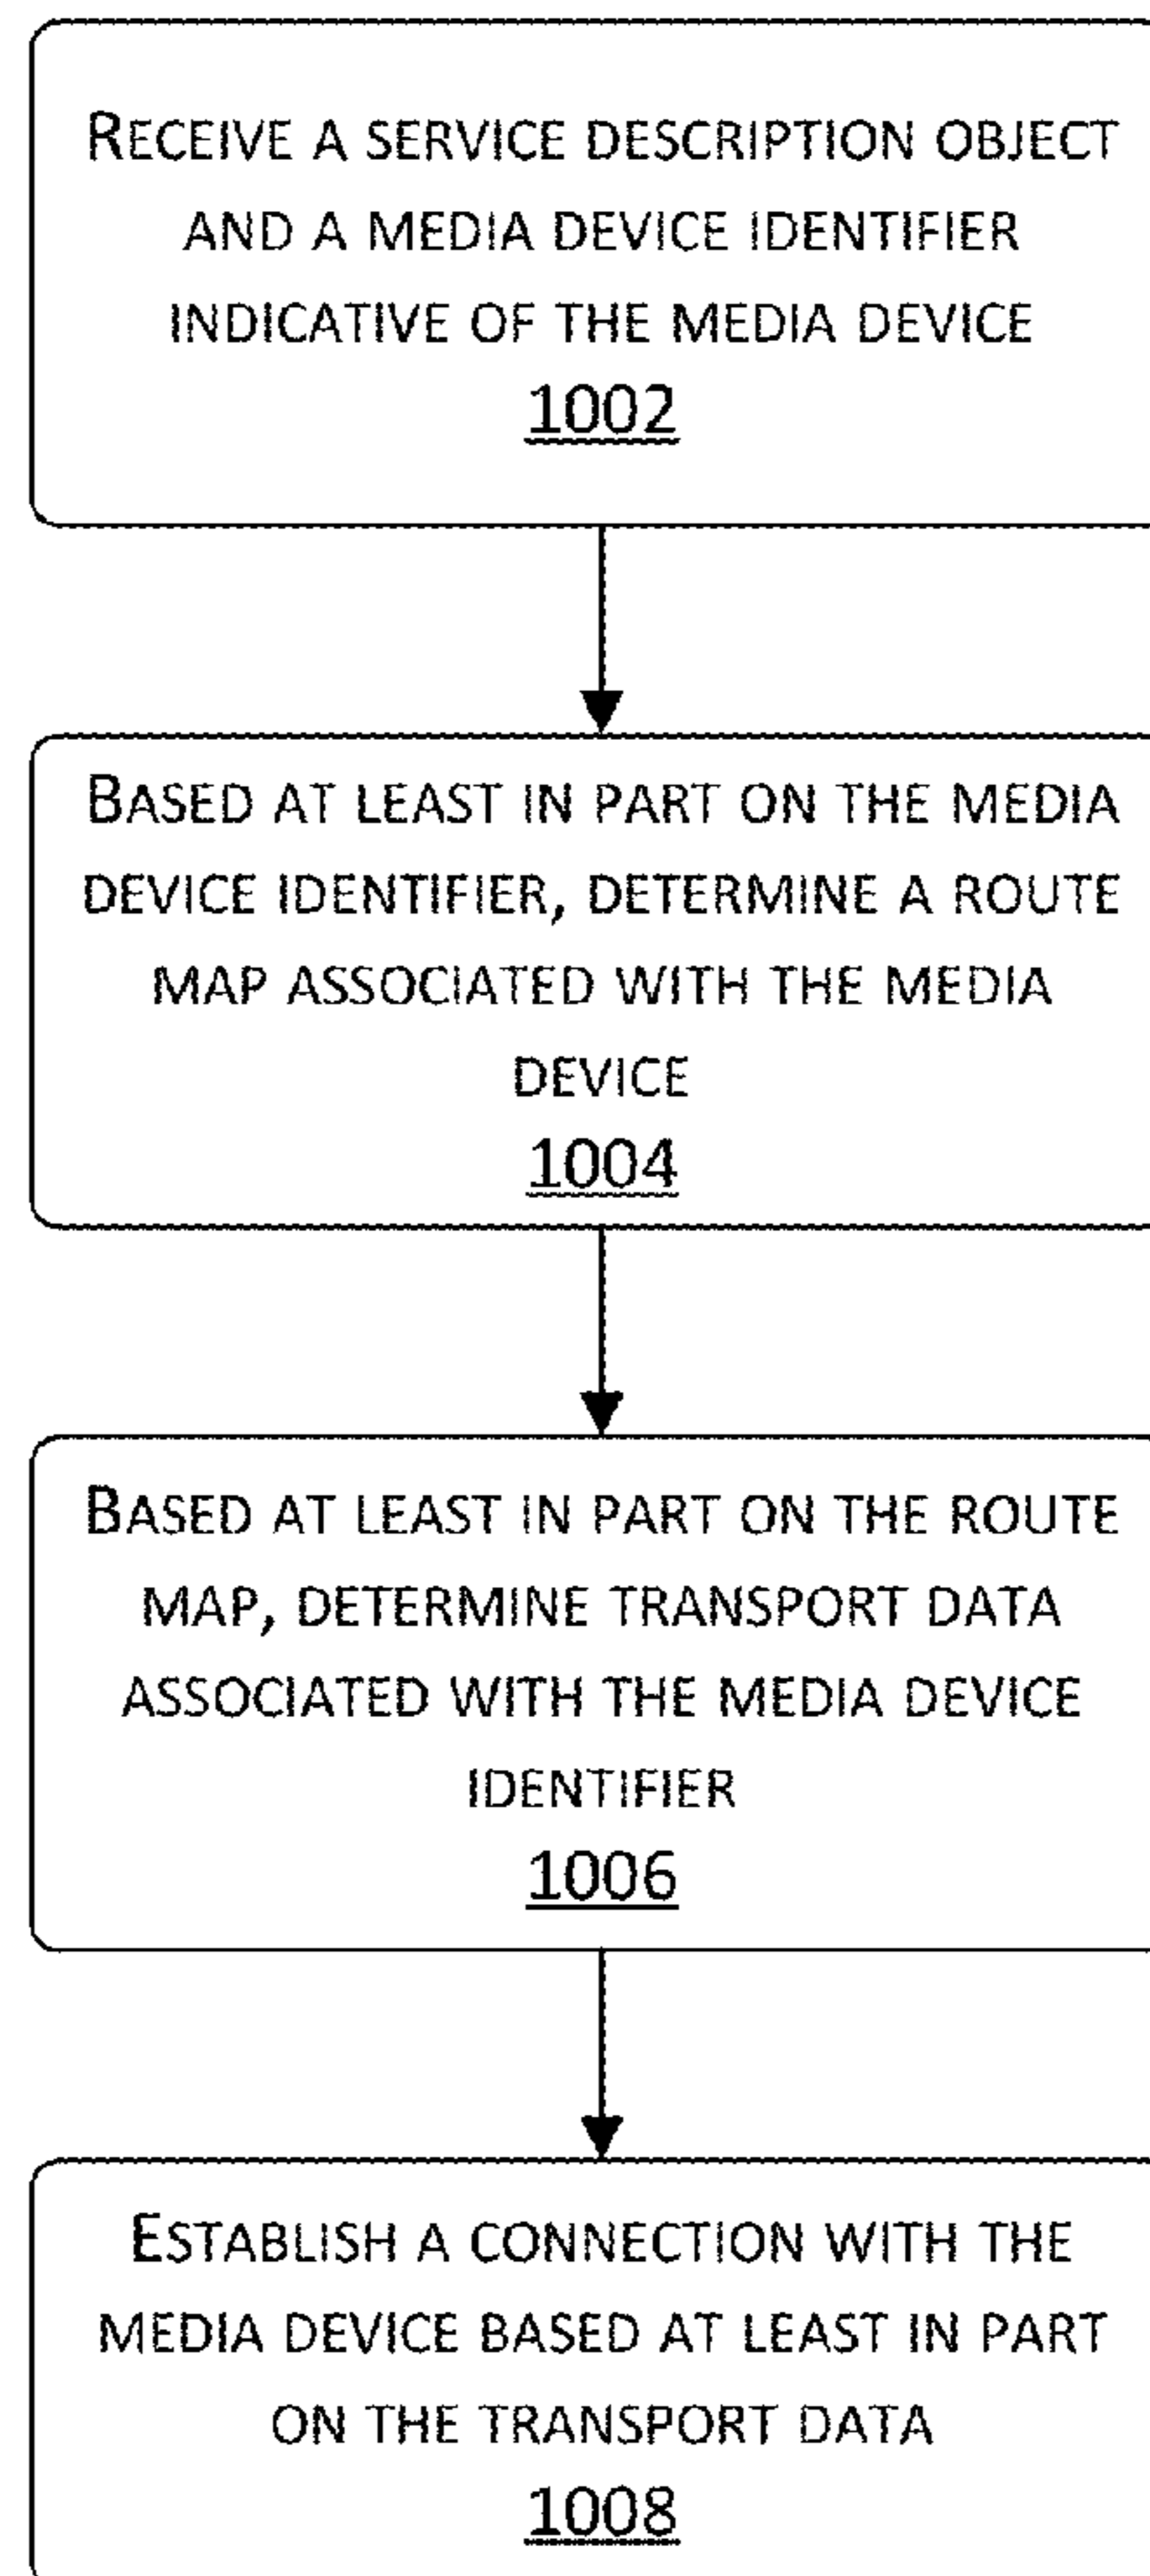 RECEIVE A SERVICE DESCRIPTION OBJECT
AND A MEDIA DEVICE IDENTIFIER
INDICATIVE OF THE MEDIA DEVICE
1002
BASED AT LEAST IN PART ON THE MEDIA
DEVICE IDENTIFIER, DETERMINE A ROUTE
MAP ASSOCIATED WITH THE MEDIA
DEVICE
1004
BASED AT LEAST IN PART ON THE ROUTE
MAP, DETERMINE TRANSPORT DATA
ASSOCIATED WITH THE MEDIA DEVICE
IDENTIFIER
1006
ESTABLISH A CONNECTION WITH THE
MEDIA DEVICE BASED AT LEAST IN PART
ON THE TRANSPORT DATA
1008